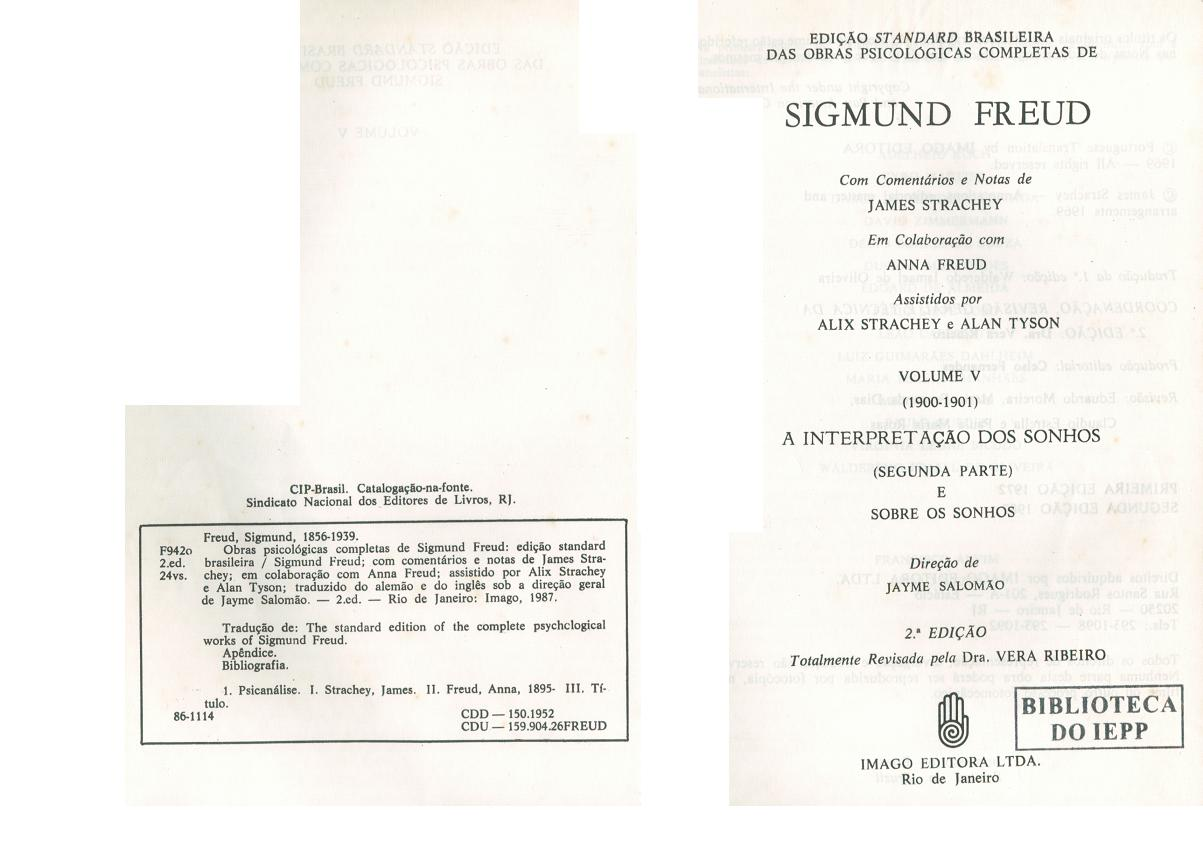 CIP-Brasil. Catalogação-na-fonte.
Sindicato Nacional dos Editores de Livros, RJ.
Freud, Sigmund, 1856-1939.
F942o Obras psicológicas completas de Sigmund Freud: edição standard
2.ed. brasileira / Sigmund Freud; com comentários e notas de James Stra-
24vs. chey; em colaboração com Anna Freud; assistido por Alix Strachey
e Alan Tyson; traduzido do alemão e do inglês sob a direção geral
de Jayme Salomão. — 2.ed. — Rio de Janeiro: Imago, 1987.
Tradução de: The standard edition of the complete psychclogical
works of Sigmund Freud.
Apêndice.
Bibliografia.
1. Psicanálise. I. Strachey, James. II. Freud, Anna, 1895- III. Tí-
tulo.
86-1114 CDD — 150.1952
CDU — 159.904.26FREUD
EDIÇÃO STANDARD BRASILEIRA
DAS OBRAS PSICOLÓGICAS COMPLETAS DE
SIGMUND FREUD
Com Comentários e Notas de
JAMES STRACHEY
Em Colaboração com
ANNA FREUD
Assistidos por
ALIX STRACHEY e ALAN TYSON
VOLUME V
(1900-1901)
A INTERPRETAÇÃO DOS SONHOS
(SEGUNDA PARTE)
E
SOBRE OS SONHOS
Direção de
JAYME SALOMÃO
2.ª EDIÇÃO
Totalmente Revisada pela Dra. VERA RIBEIRO
BIBLIOTECA
DO IEPP
IMAGO EDITORA LTDA.
Rio de Janeiro